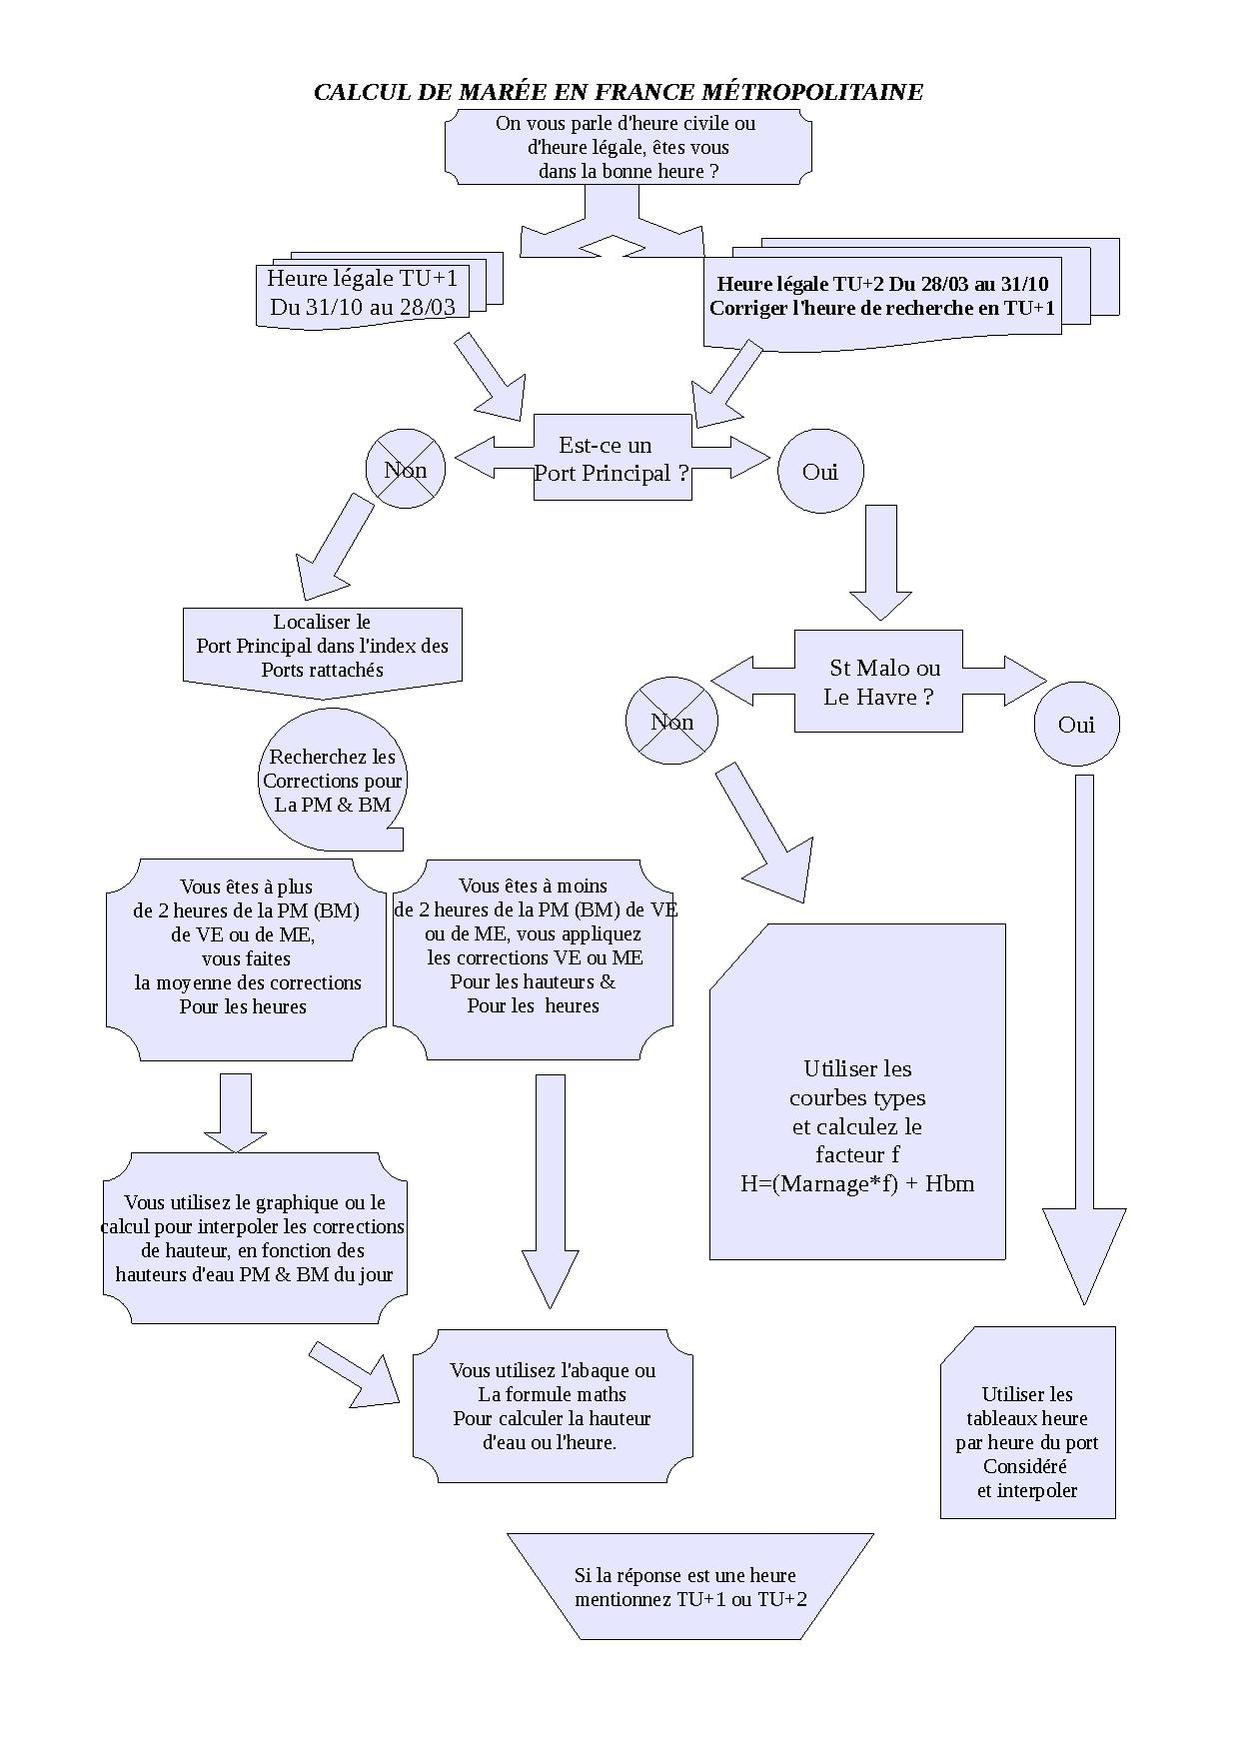 CALCUL DE MARÉE EN FRANCE MÉTROPOLITAINE
On vous parle d'heure civile ou
d'heure légale, êtes vous
dans la bonne heure ?
Heure légale TU+1
Du 31/10 au 28/03
Heure légale TU+2 Du 28/03 au 31/10
Corriger l'heure de recherche en TU+1
Non
Est-ce un
Port Principal ?
Oui
Localiser le
Port Principal dans l'index des
Ports rattachés
Non
St Malo ou
Le Havre ?
Oui
Recherchez les
Corrections pour
La PM & BM
Vous êtes à plus
de 2 heures de la PM (BM)
de VE ou de ME,
vous faites
la moyenne des corrections
Pour les heures
Vous êtes à moins
de 2 heures de la PM (BM) de VE
ou de ME, vous appliquez
les corrections VE ou ME
Pour les hauteurs &
Pour les  heures
Utiliser les
courbes types
et calculez le
facteur f
H=(Marnage*f) + Hbm
Vous utilisez le graphique ou le
calcul pour interpoler les corrections
de hauteur, en fonction des
hauteurs d'eau PM & BM du jour
Vous utilisez l'abaque ou
La formule maths
Pour calculer la hauteur
d'eau ou l'heure.
Utiliser les
tableaux heure
par heure du port
Considéré
et interpoler
Si la réponse est une heure
mentionnez TU+1 ou TU+2